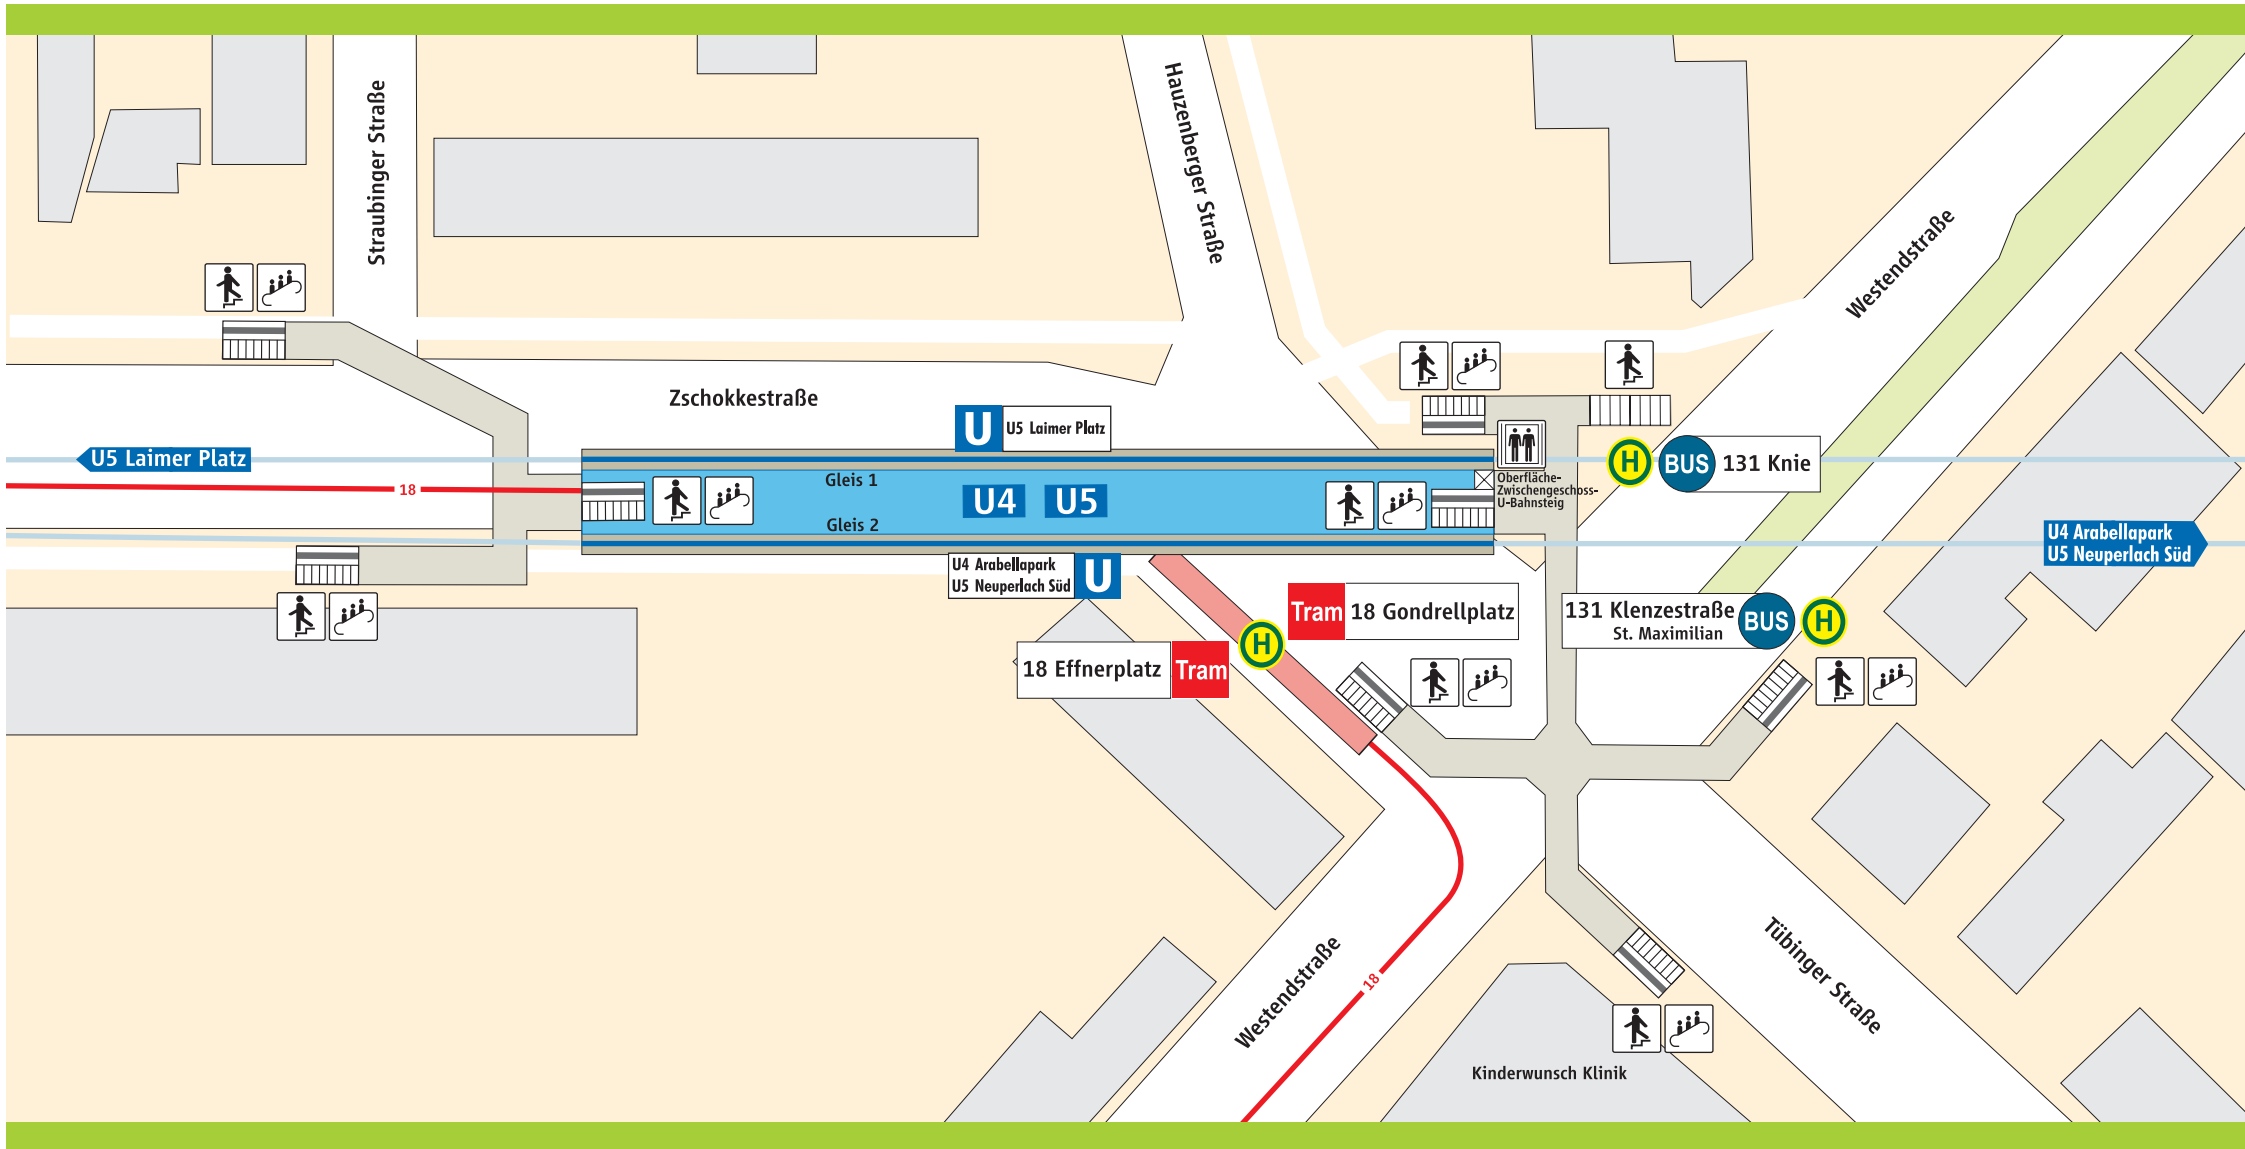 Straubinger Straße
Hauzenberger Straße
Westendstraße
Zschokkestraße
U
U5 Laimer Platz
U5 Laimer Platz
18
Gleis 1
U4
U5
Gleis 2
Oberfläche-
Zwischengeschoss-
U-Bahnsteig
H
BUS
131 Knie
U4 Arabellapark
U5 Neuperlach Süd
U4 Arabellapark
U5 Neuperlach Süd
U
Tram
18 Gondrellplatz
H
18 Effnerplatz
Tram
131 Klenzestraße
St. Maximilian
BUS
H
Westendstraße
18
Tübinger Straße
Kinderwunsch Klinik